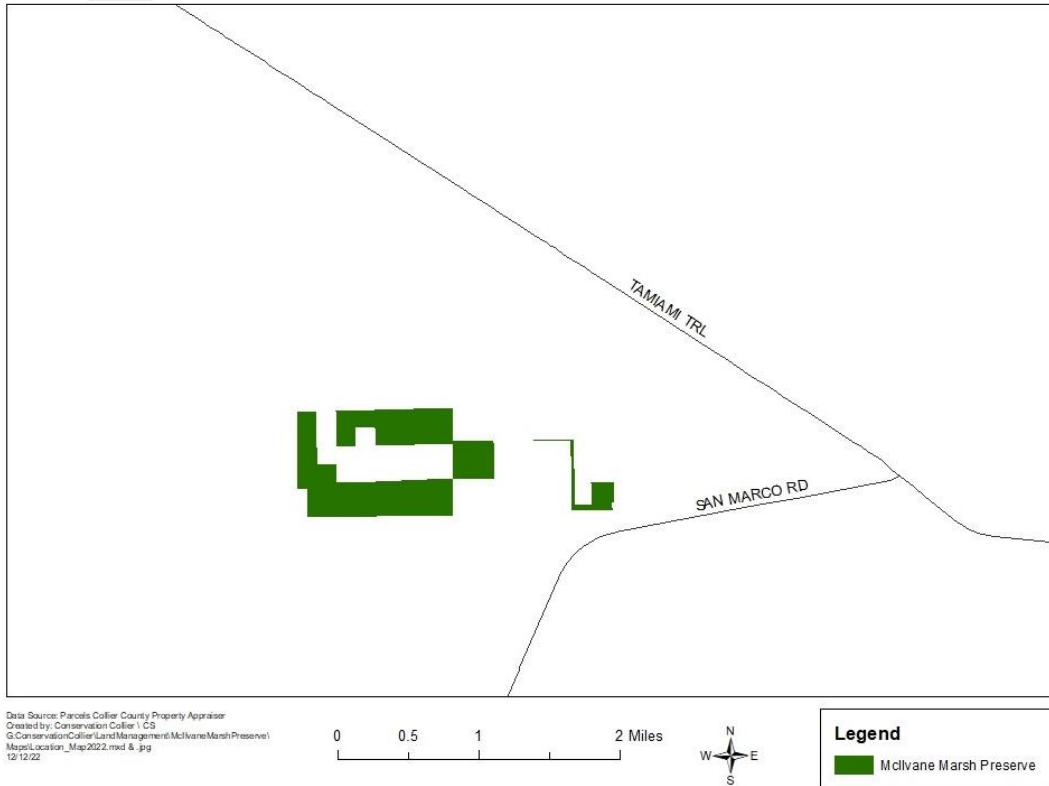 TAMIAMI TRL
SAN MARCO RD
Data Source: Parcels Collier County Property Appraiser
Created by: Conservation Collier \ CS
G:ConservationCollier\LandManagement\McIlvaneMarshPreserve\
Maps\Location_Map2022.mxd & .jpg
12/12/22
0 0.5 1 2 Miles
N
W E
S
Legend
McIlvane Marsh Preserve